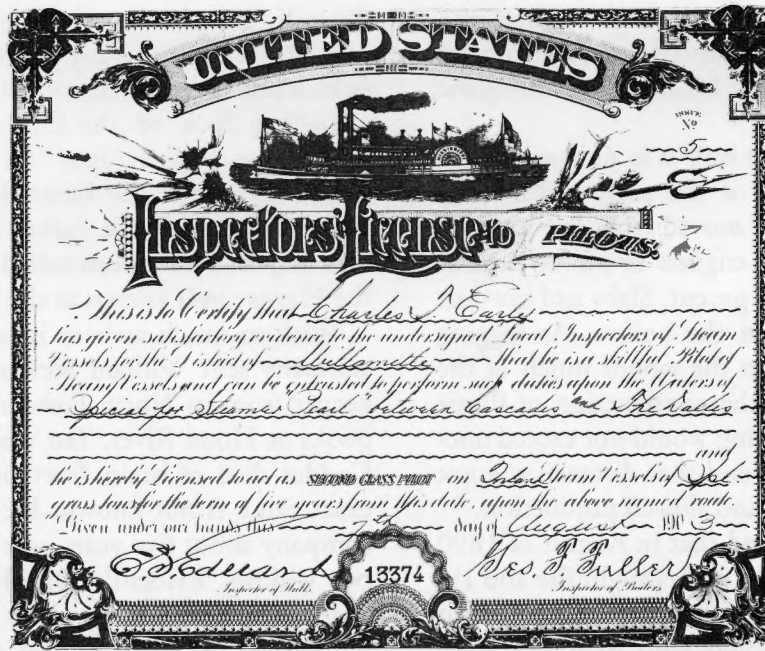 UNITED STATES
ISSUE
No
5
Inspectors' License to PILOTS.
This is to Certify that Charles S. Early
has given satisfactory evidence to the undersigned Local Inspectors of Steam
Vessels for the District of Willamette that he is a skillful Pilot of
Steam Vessels and can be entrusted to perform such duties upon the Waters of
Special for Steamer "Pearl" between Cascades and The Dalles
and
he is hereby Licensed to act as SECOND CLASS PILOT on Inland Steam Vessels of
gross tons for the term of five years from this date, upon the above named route.
Given under our hands this 7th day of August 1903
E S Edwards 13374 Geo. F. Fuller
Inspector of Hulls. Inspector of Boilers.